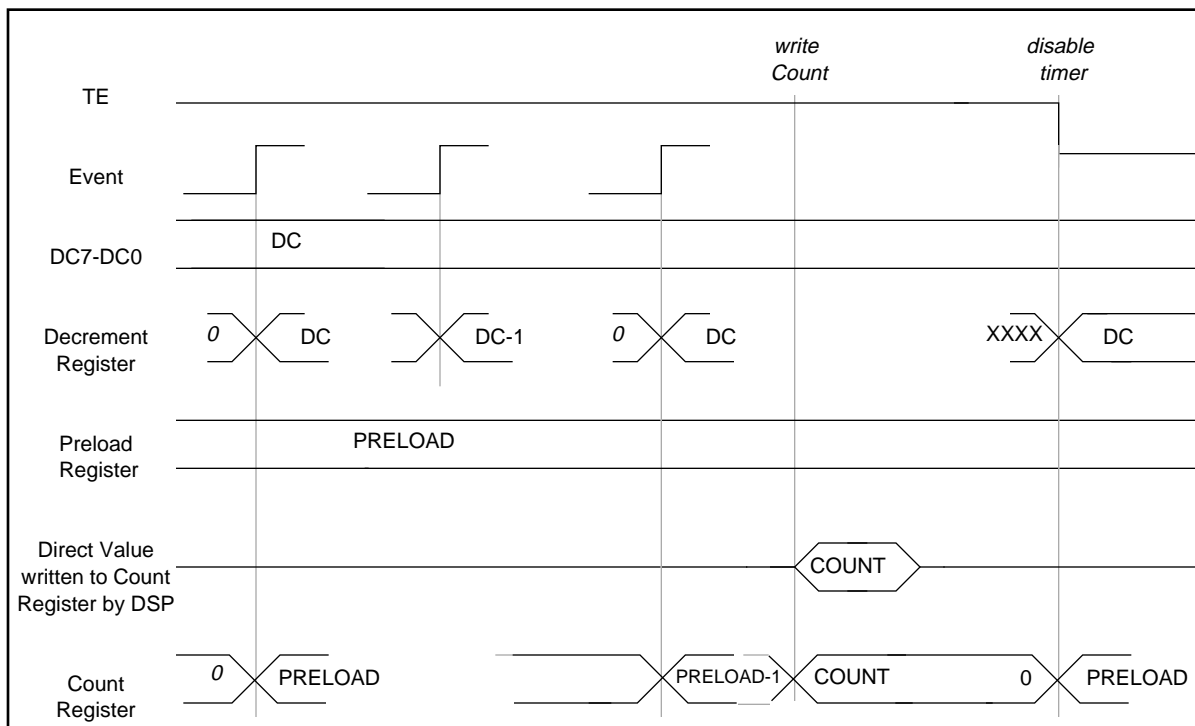 write
Count
disable
timer
TE
Event
DC7-DC0
DC
Decrement
Register
0
DC
DC-1
0
DC
XXXX
DC
Preload
Register
PRELOAD
Direct Value
written to Count
Register by DSP
COUNT
Count
Register
0
PRELOAD
PRELOAD-1
COUNT
0
PRELOAD